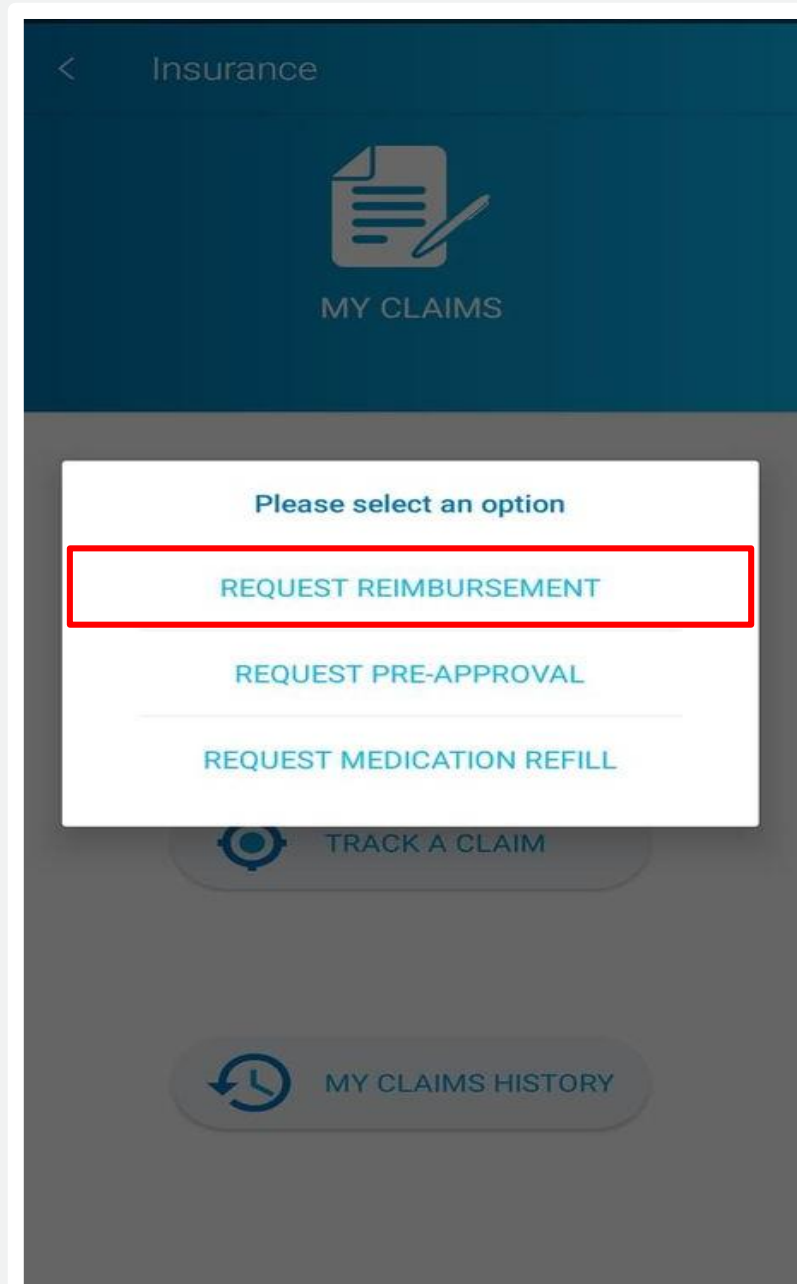 Insurance
MY CLAIMS
Please select an option
REQUEST REIMBURSEMENT
REQUEST PRE-APPROVAL
REQUEST MEDICATION REFILL
TRACK A CLAIM
MY CLAIMS HISTORY